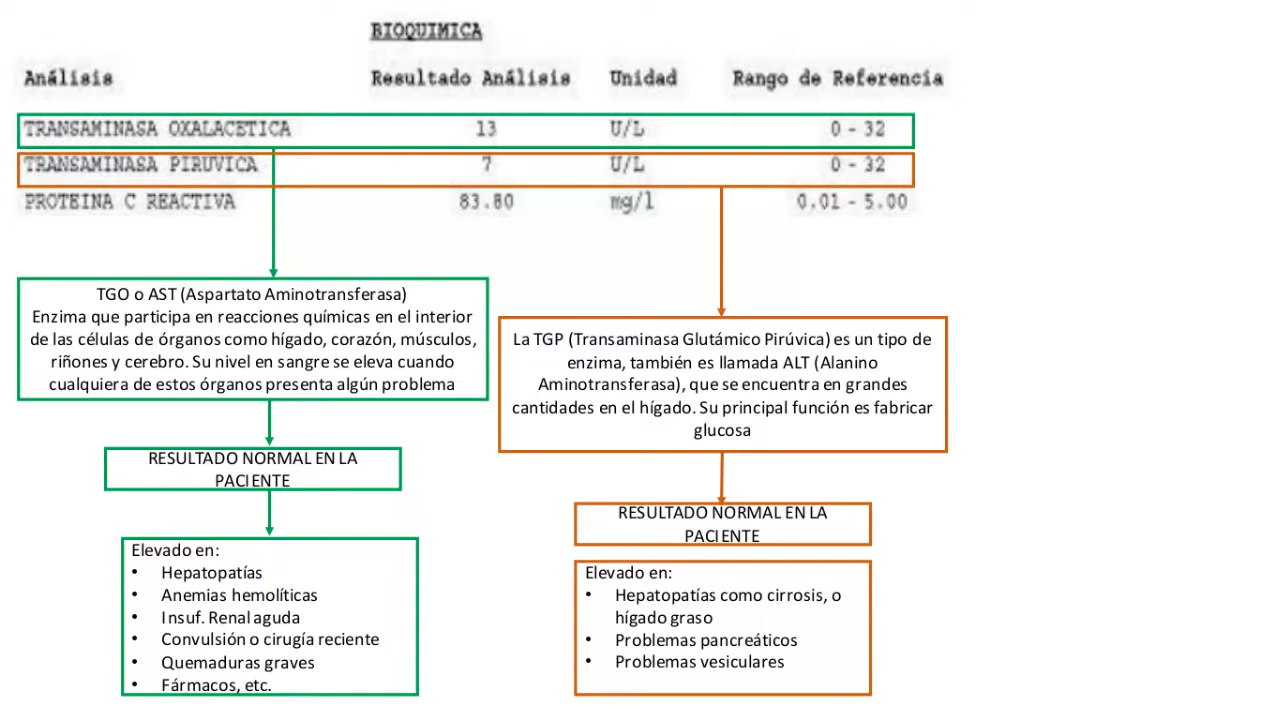 BIOQUIMICA
Análisis Resultado Análisis Unidad Rango de Referencia
TRANSAMINASA OXALACETICA 13 U/L 0 - 32
TRANSAMINASA PIRUVICA 7 U/L 0 - 32
PROTEINA C REACTIVA 83.80 mg/l 0.01 - 5.00
TGO o AST (Aspartato Aminotransferasa)
Enzima que participa en reacciones químicas en el interior
de las células de órganos como hígado, corazón, músculos,
riñones y cerebro. Su nivel en sangre se eleva cuando
cualquiera de estos órganos presenta algún problema
La TGP (Transaminasa Glutámico Pirúvica) es un tipo de
enzima, también es llamada ALT (Alanino
Aminotransferasa), que se encuentra en grandes
cantidades en el hígado. Su principal función es fabricar
glucosa
RESULTADO NORMAL EN LA
PACIENTE
RESULTADO NORMAL EN LA
PACIENTE
Elevado en:
• Hepatopatías
• Anemias hemolíticas
• Insuf. Renal aguda
• Convulsión o cirugía reciente
• Quemaduras graves
• Fármacos, etc.
Elevado en:
• Hepatopatías como cirrosis, o
hígado graso
• Problemas pancreáticos
• Problemas vesiculares